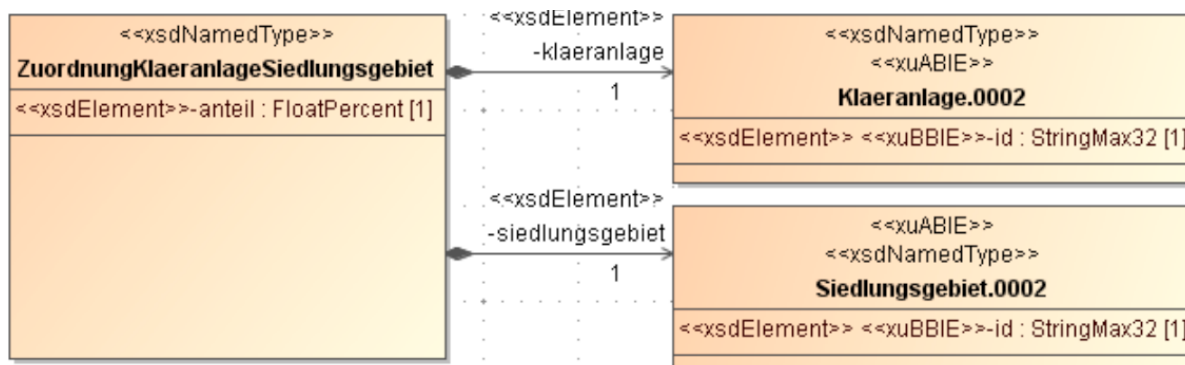 <<xsdNamedType>>
ZuordnungKlaeranlageSiedlungsgebiet
<<xsdElement>>-anteil : FloatPercent [1]
<<xsdElement>>
-klaeranlage
1
<<xsdNamedType>>
<<xuABIE>>
Klaeranlage.0002
<<xsdElement>> <<xuBBIE>>-id : StringMax32 [1]
<<xsdElement>>
-siedlungsgebiet
1
<<xuABIE>>
<<xsdNamedType>>
Siedlungsgebiet.0002
<<xsdElement>> <<xuBBIE>>-id : StringMax32 [1]